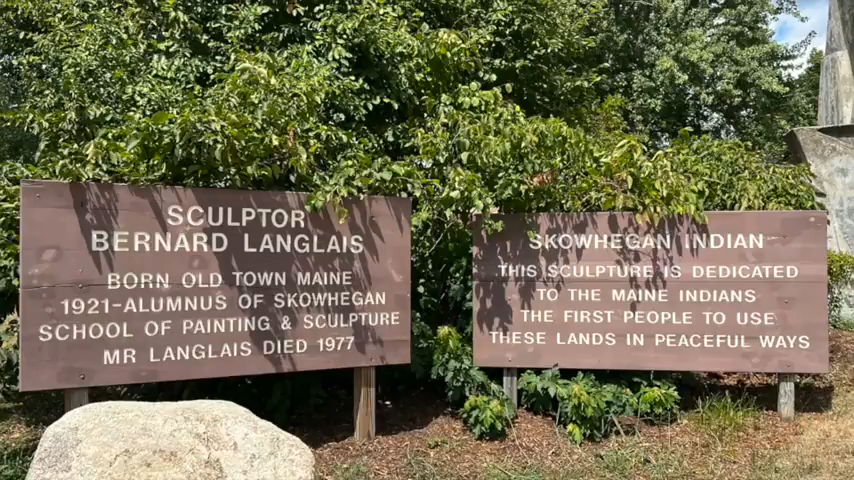 SCULPTOR
BERNARD LANGLAIS
BORN OLD TOWN MAINE
1921-ALUMNUS OF SKOWHEGAN
SCHOOL OF PAINTING & SCULPTURE
MR LANGLAIS DIED 1977
SKOWHEGAN INDIAN
THIS SCULPTURE IS DEDICATED
TO THE MAINE INDIANS
THE FIRST PEOPLE TO USE
THESE LANDS IN PEACEFUL WAYS